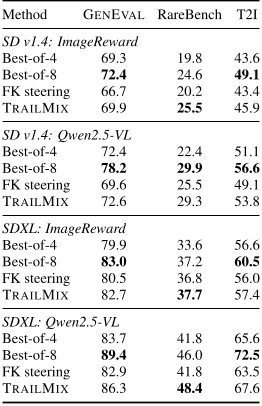 Method GENEVAL RareBench T2I
SD v1.4: ImageReward
Best-of-4 69.3 19.8 43.6
Best-of-8 72.4 24.6 49.1
FK steering 66.7 20.2 43.4
TRAILMIX 69.9 25.5 45.9
SD v1.4: Qwen2.5-VL
Best-of-4 72.4 22.4 51.1
Best-of-8 78.2 29.9 56.6
FK steering 69.6 25.5 49.1
TRAILMIX 72.6 29.3 53.8
SDXL: ImageReward
Best-of-4 79.9 33.6 56.6
Best-of-8 83.0 37.2 60.5
FK steering 80.5 36.8 56.0
TRAILMIX 82.7 37.7 57.4
SDXL: Qwen2.5-VL
Best-of-4 83.7 41.8 65.6
Best-of-8 89.4 46.0 72.5
FK steering 82.9 41.8 63.5
TRAILMIX 86.3 48.4 67.6